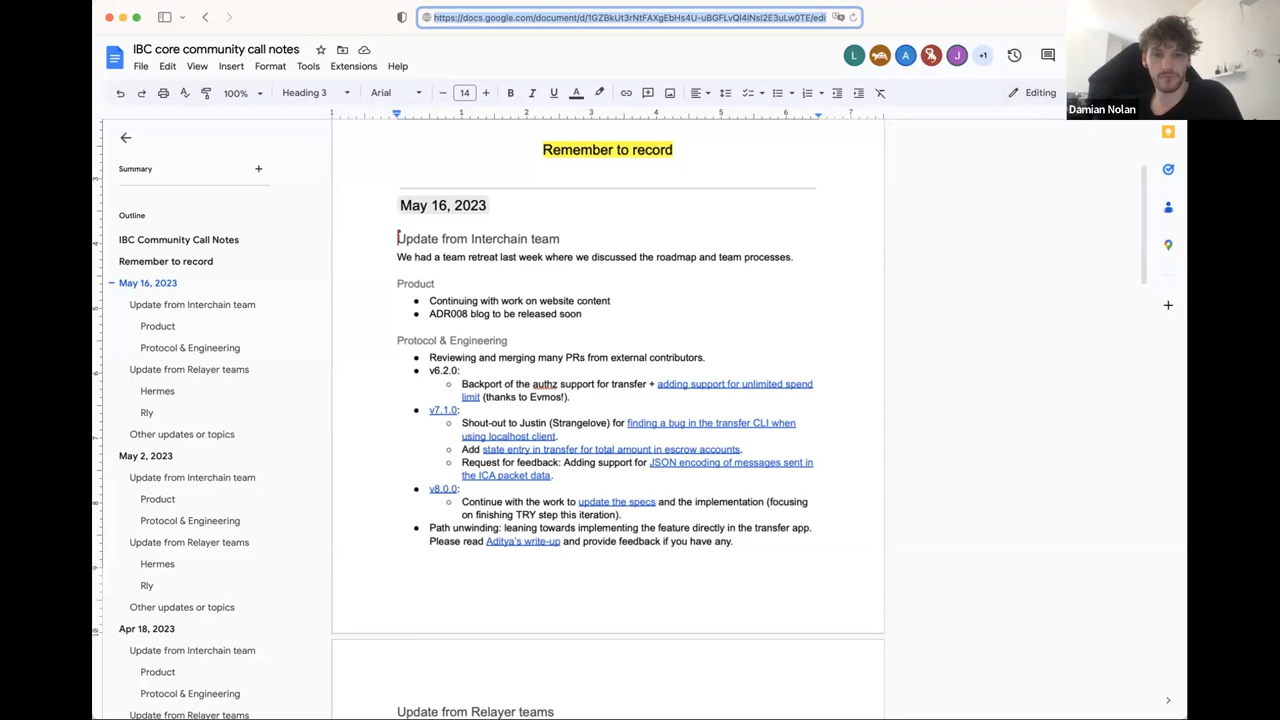 https://docs.google.com/document/d/1GZBkUt3rNtFAXgEbHs4U-uBGFLvQl4lNsI2E3uLw0TE/edi
IBC core community call notes
File Edit View Insert Format Tools Extensions Help
L A J +1
100% Heading 3 Arial 14 Editing
Damian Nolan
1 1 2 3 4 5 6 7
Summary
Outline
IBC Community Call Notes
Remember to record
May 16, 2023
Update from Interchain team
Product
Protocol & Engineering
Update from Relayer teams
Hermes
Rly
Other updates or topics
May 2, 2023
Update from Interchain team
Product
Protocol & Engineering
Update from Relayer teams
Hermes
Rly
Other updates or topics
Apr 18, 2023
Update from Interchain team
Product
Protocol & Engineering
Update from Relayer teams
Remember to record
May 16, 2023
Update from Interchain team
We had a team retreat last week where we discussed the roadmap and team processes.
Product
● Continuing with work on website content
● ADR008 blog to be released soon
Protocol & Engineering
● Reviewing and merging many PRs from external contributors.
● v6.2.0:
○ Backport of the authz support for transfer + adding support for unlimited spend
limit (thanks to Evmos!).
● v7.1.0:
○ Shout-out to Justin (Strangelove) for finding a bug in the transfer CLI when
using localhost client.
○ Add state entry in transfer for total amount in escrow accounts.
○ Request for feedback: Adding support for JSON encoding of messages sent in
the ICA packet data.
● v8.0.0:
○ Continue with the work to update the specs and the implementation (focusing
on finishing TRY step this iteration).
● Path unwinding: leaning towards implementing the feature directly in the transfer app.
Please read Aditya's write-up and provide feedback if you have any.
Update from Relayer teams